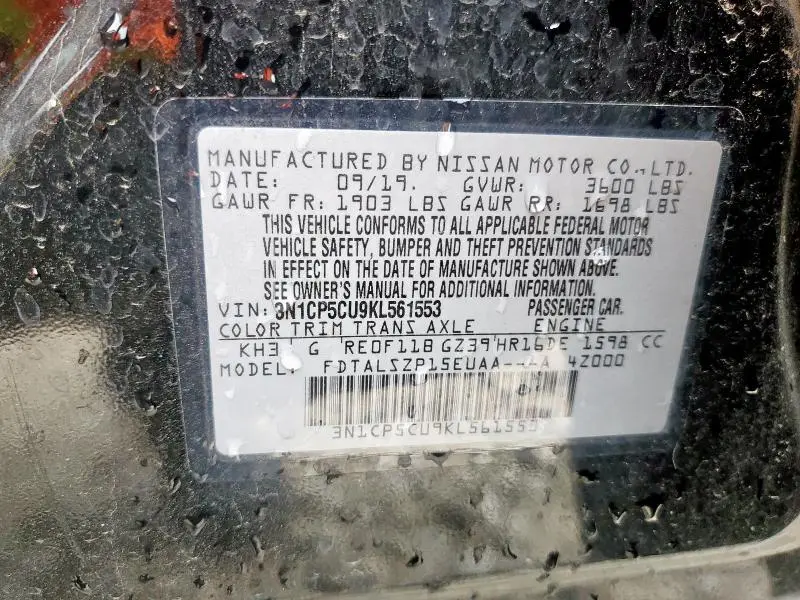 MANUFACTURED BY NISSAN MOTOR CO., LTD.
DATE: 09/19. GVWR: 3600 LBS
GAWR FR: 1903 LBS GAWR RR: 1698 LBS
THIS VEHICLE CONFORMS TO ALL APPLICABLE FEDERAL MOTOR
VEHICLE SAFETY, BUMPER AND THEFT PREVENTION STANDARDS
IN EFFECT ON THE DATE OF MANUFACTURE SHOWN ABOVE.
SEE OWNER'S MANUAL FOR ADDITIONAL INFORMATION.
VIN: 3N1CP5CU9KL561553 PASSENGER CAR.
COLOR TRIM TRANS AXLE ENGINE
KH3 G RE0F11B GZ39 HR16DE 1598 CC
MODEL: FDTALSZP15EUAA---A 4Z000
3N1CP5CU9KL561553